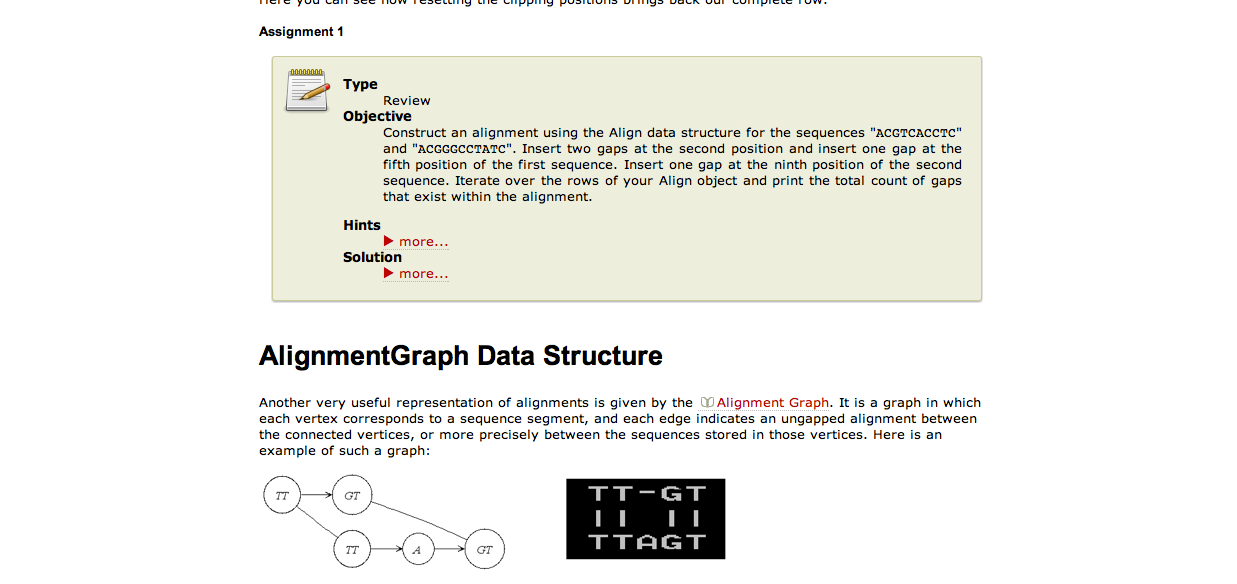 Here you can see how resetting the clipping positions brings back our complete row.
Assignment 1
Type
Review
Objective
Construct an alignment using the Align data structure for the sequences "ACGTCACCTC"
and "ACGGGCCTATC". Insert two gaps at the second position and insert one gap at the
fifth position of the first sequence. Insert one gap at the ninth position of the second
sequence. Iterate over the rows of your Align object and print the total count of gaps
that exist within the alignment.
Hints
more...
Solution
more...
AlignmentGraph Data Structure
Another very useful representation of alignments is given by the Alignment Graph. It is a graph in which
each vertex corresponds to a sequence segment, and each edge indicates an ungapped alignment between
the connected vertices, or more precisely between the sequences stored in those vertices. Here is an
example of such a graph:
TT GT
TT A GT
TT-GT
|| ||
TTAGT